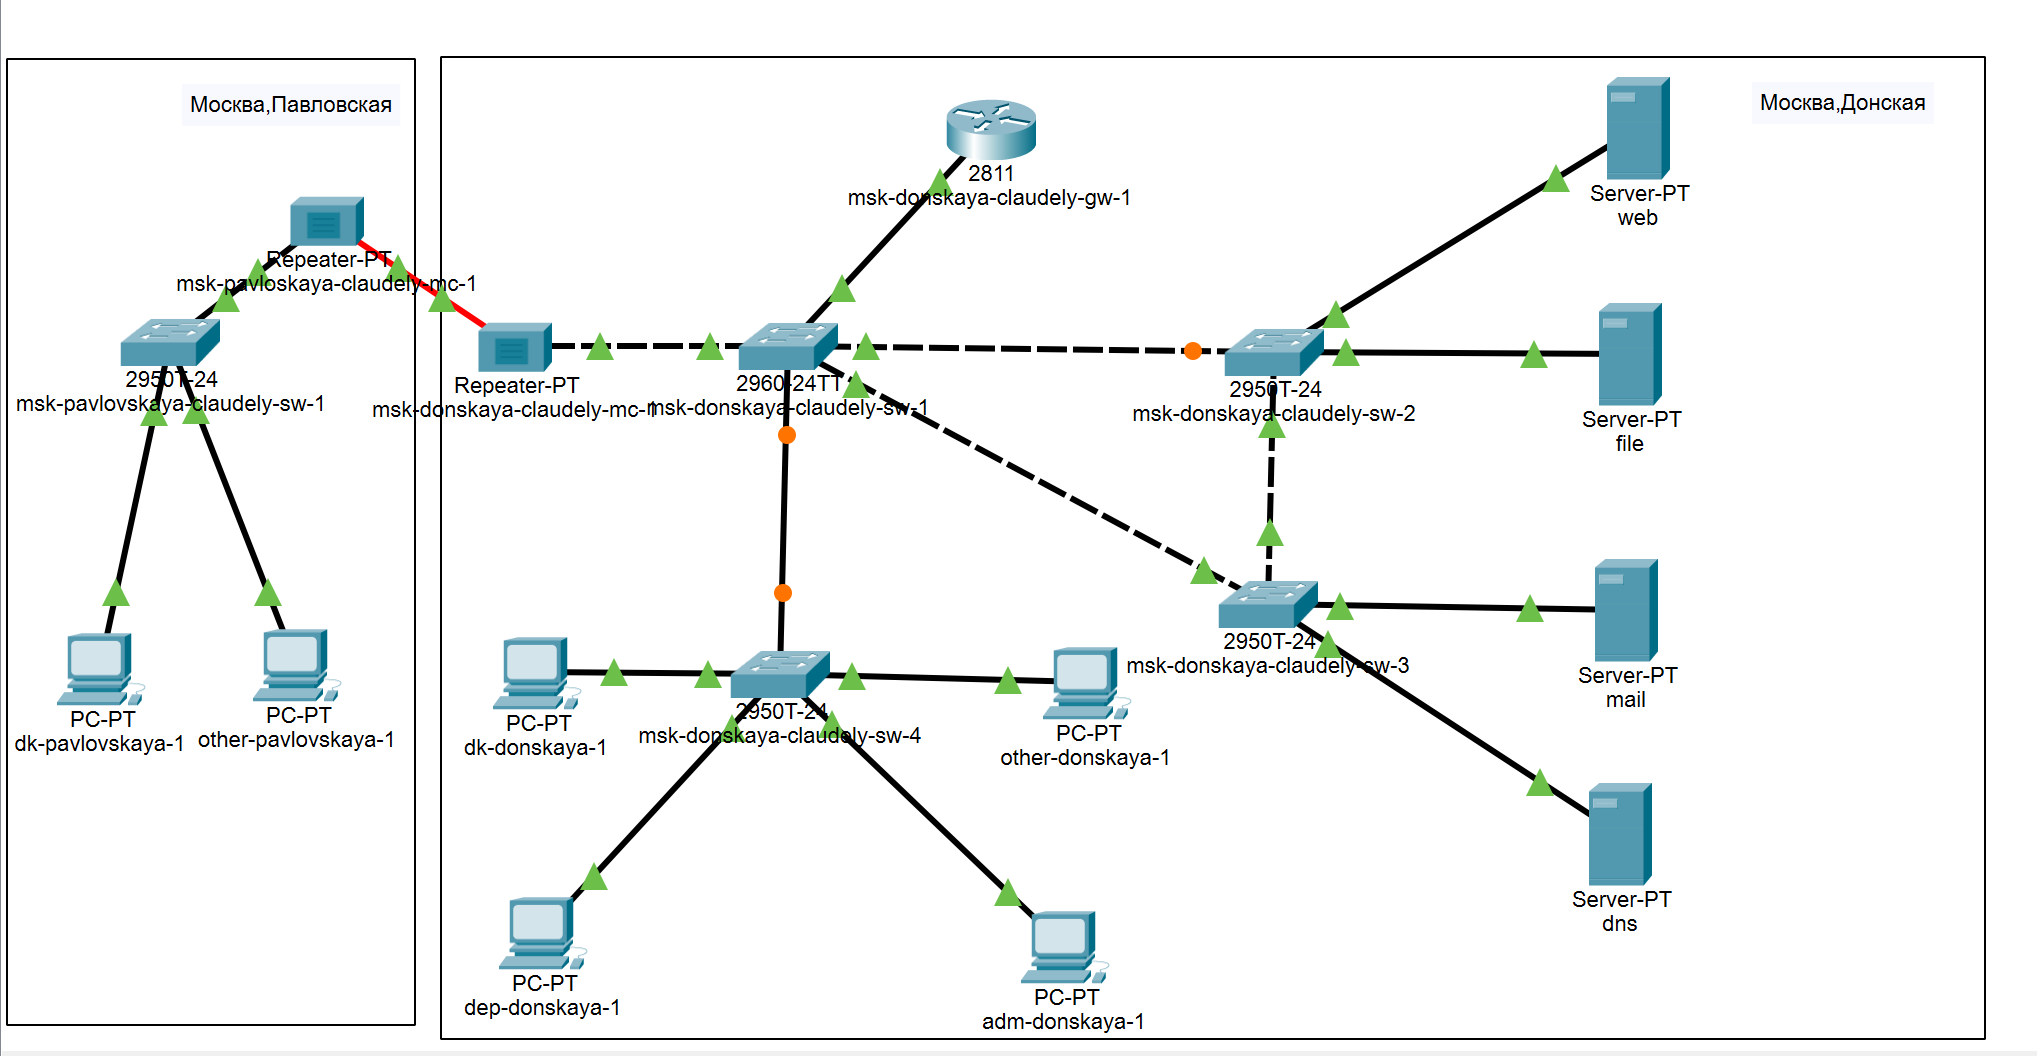 Москва,Павловская
Repeater-PT
msk-pavloskaya-claudely-mc-1
2950T-24
msk-pavlovskaya-claudely-sw-1
PC-PT
dk-pavlovskaya-1
PC-PT
other-pavlovskaya-1
Москва,Донская
2811
msk-donskaya-claudely-gw-1
Repeater-PT
msk-donskaya-claudely-mc-1
2960-24TT
msk-donskaya-claudely-sw-1
2950T-24
msk-donskaya-claudely-sw-2
Server-PT
web
Server-PT
file
2950T-24
msk-donskaya-claudely-sw-3
Server-PT
mail
Server-PT
dns
2950T-24
msk-donskaya-claudely-sw-4
PC-PT
dk-donskaya-1
PC-PT
other-donskaya-1
PC-PT
dep-donskaya-1
PC-PT
adm-donskaya-1